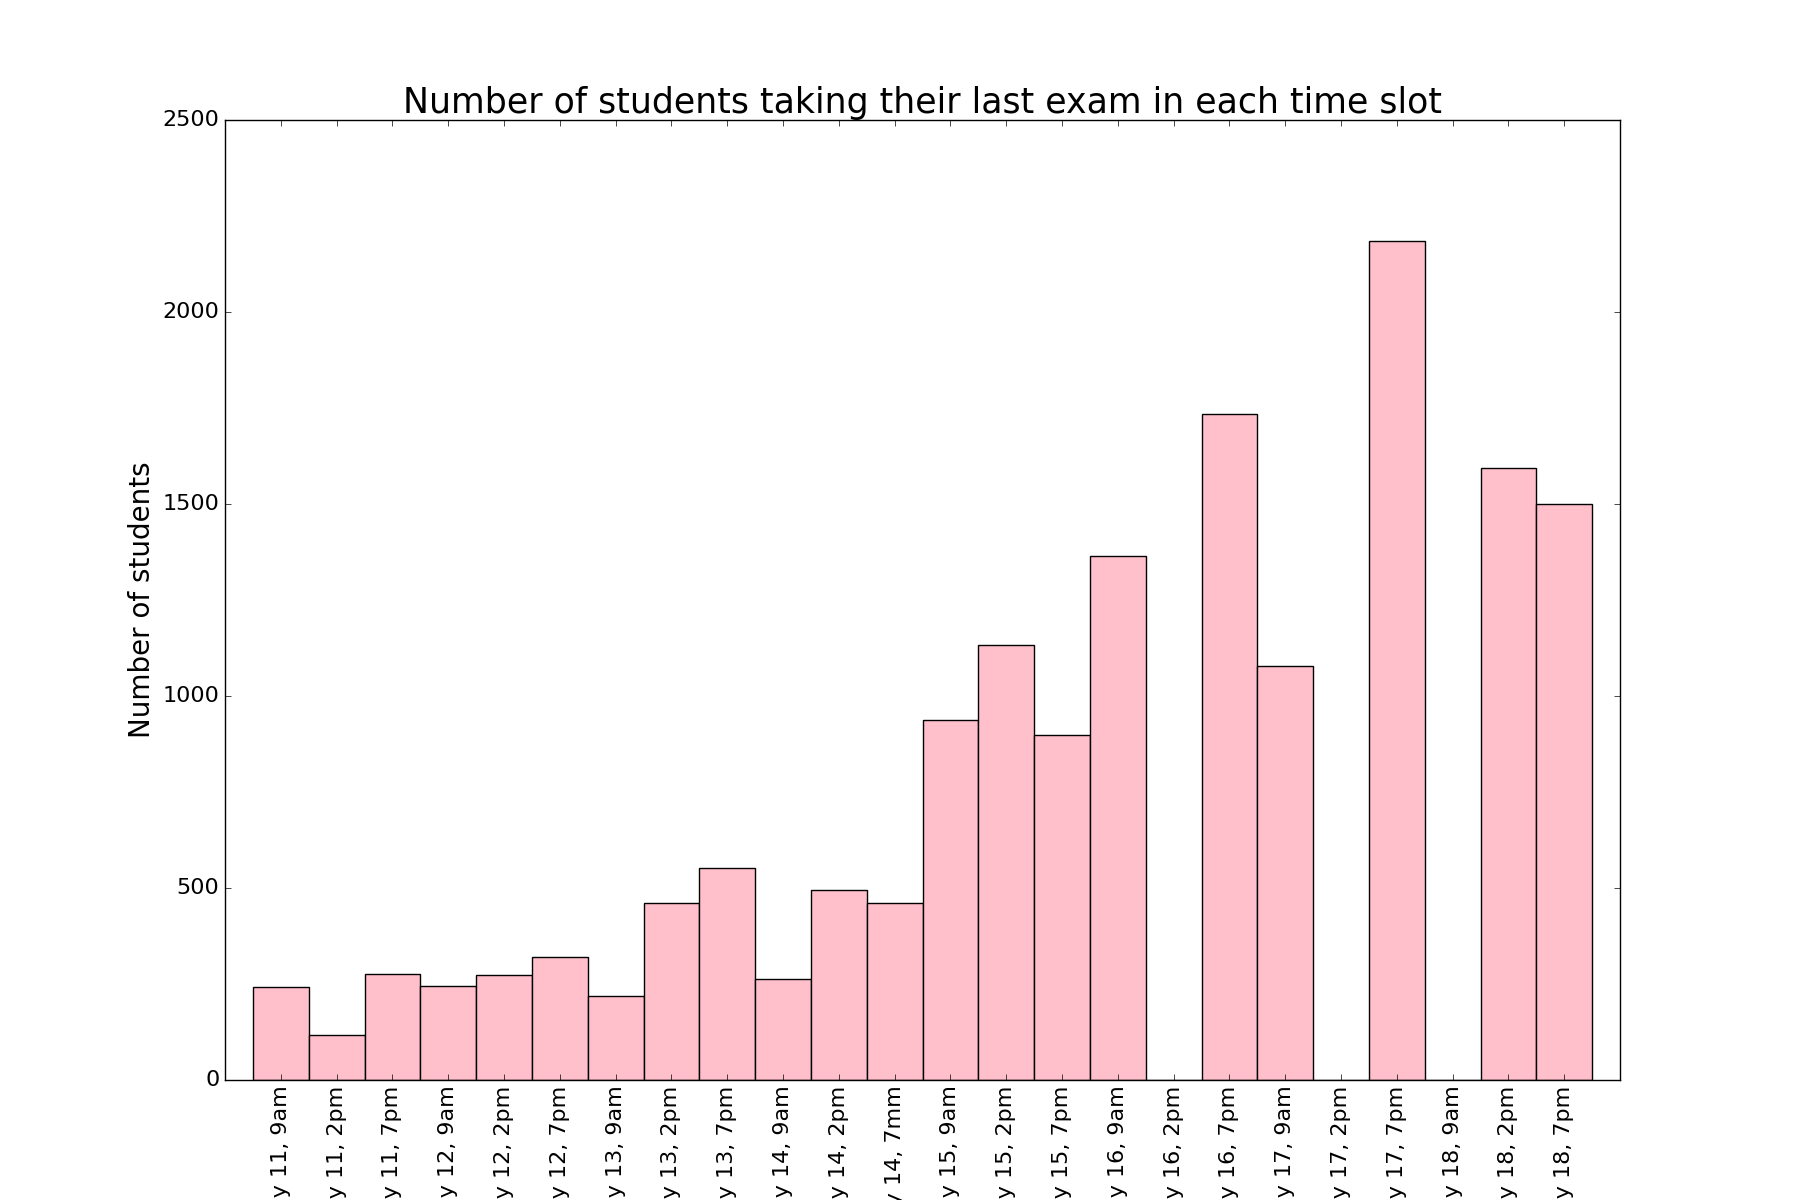 Number of students taking their last exam in each time slot
2500
2000
1500
1000
500
0
Number of students
y 11, 9am
y 11, 2pm
y 11, 7pm
y 12, 9am
y 12, 2pm
y 12, 7pm
y 13, 9am
y 13, 2pm
y 13, 7pm
y 14, 9am
y 14, 2pm
y 14, 7mm
y 15, 9am
y 15, 2pm
y 15, 7pm
y 16, 9am
y 16, 2pm
y 16, 7pm
y 17, 9am
y 17, 2pm
y 17, 7pm
y 18, 9am
y 18, 2pm
y 18, 7pm